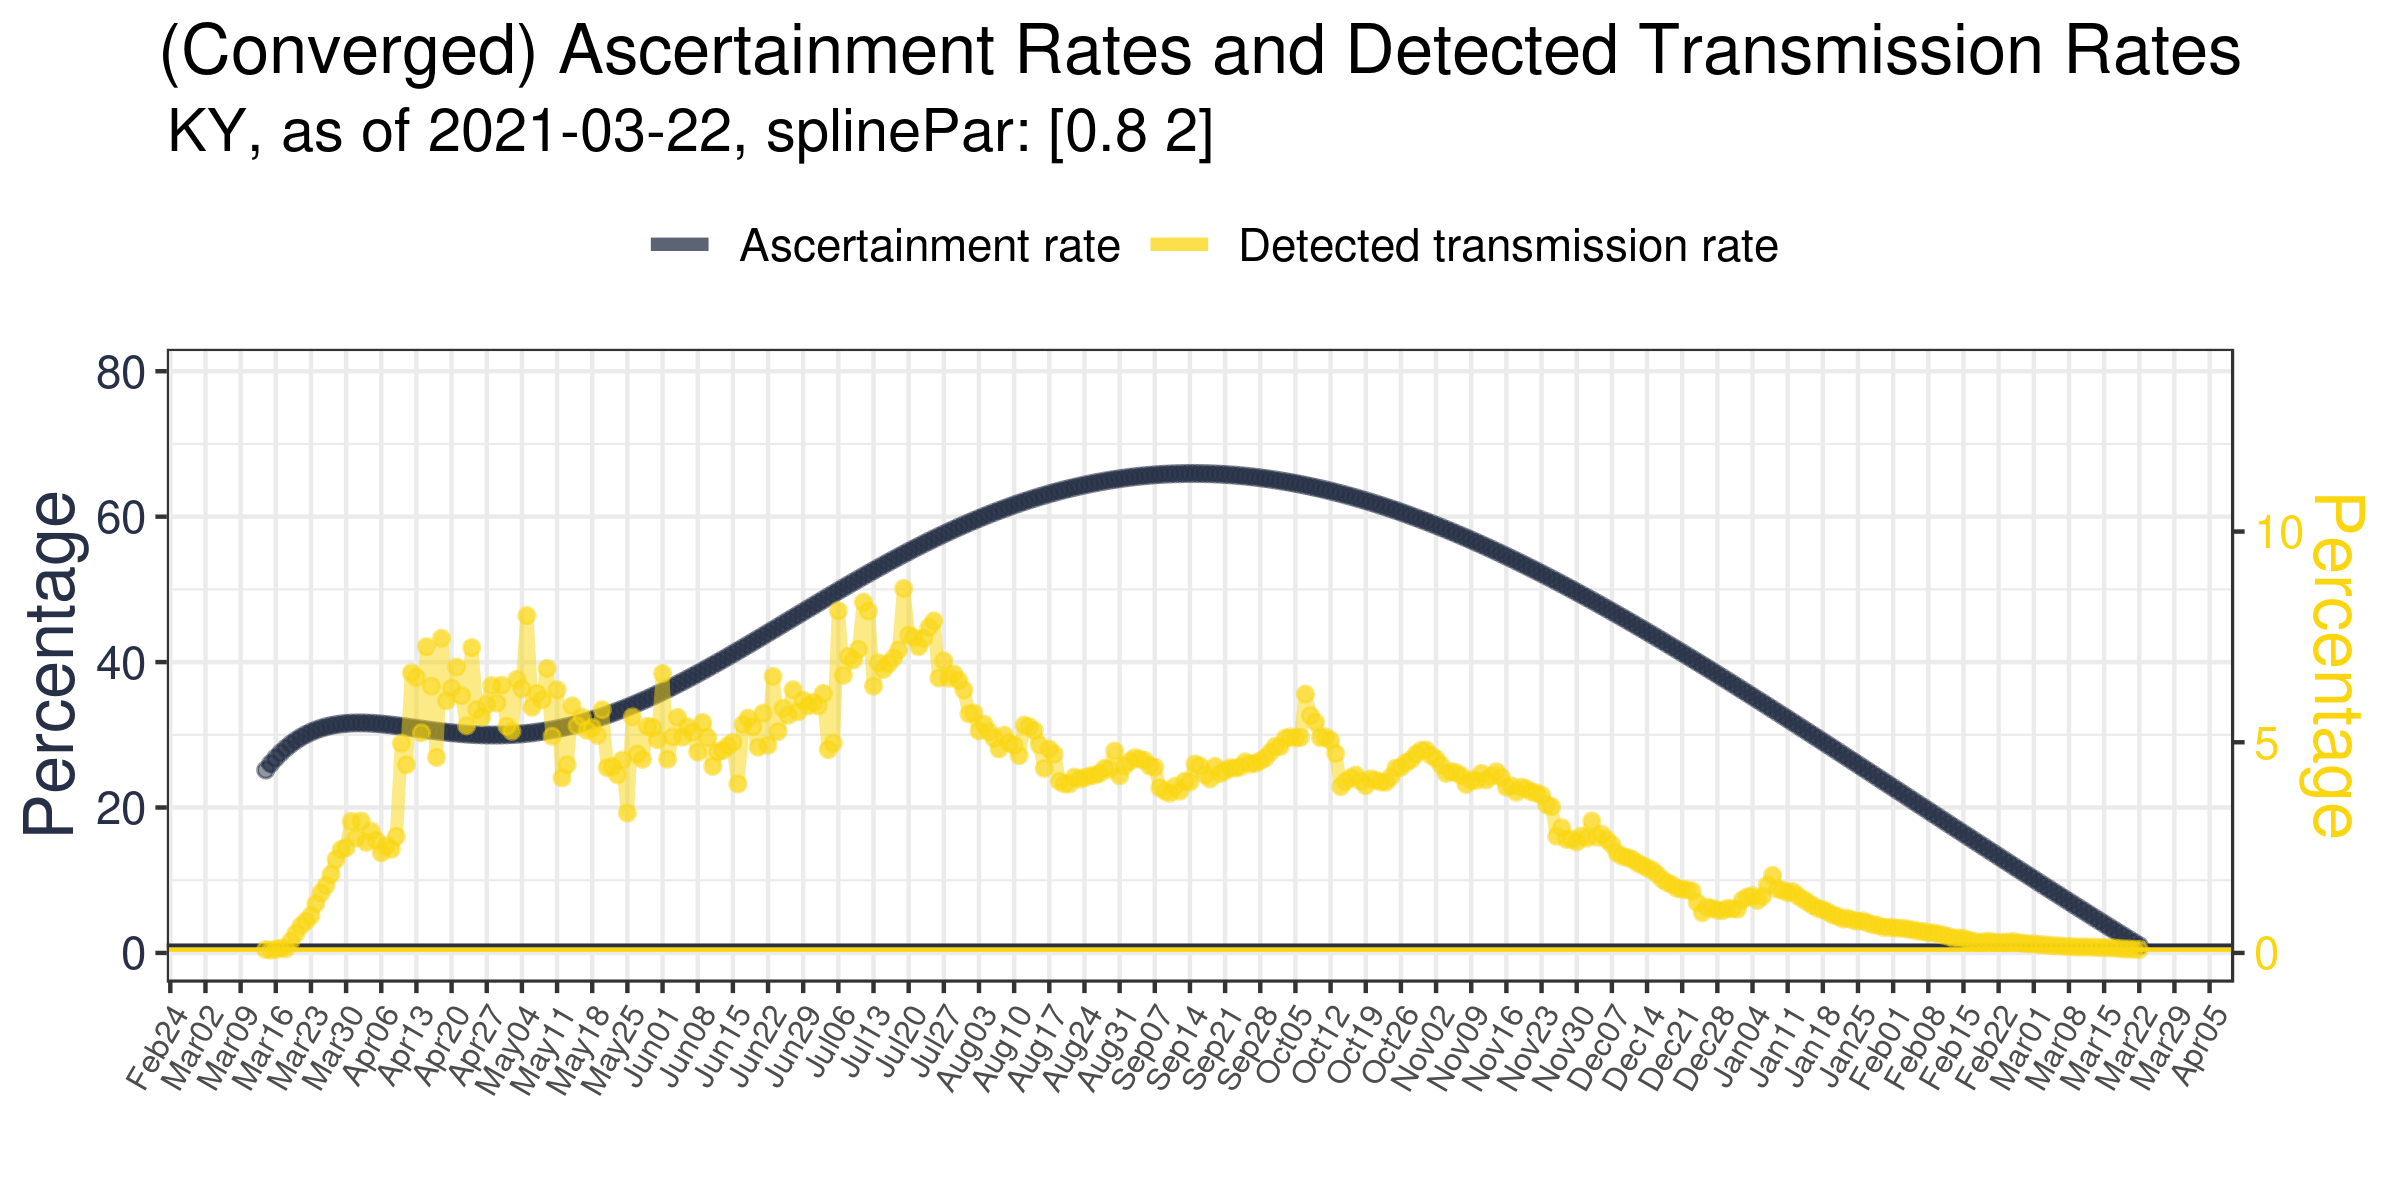 (Converged) Ascertainment Rates and Detected Transmission Rates
KY, as of 2021-03-22, splinePar: [0.8 2]
Ascertainment rate
Detected transmission rate
Percentage
80
60
40
20
0
10
5
0
Percentage
Feb24
Mar02
Mar09
Mar16
Mar23
Mar30
Apr06
Apr13
Apr20
Apr27
May04
May11
May18
May25
Jun01
Jun08
Jun15
Jun22
Jun29
Jul06
Jul13
Jul20
Jul27
Aug03
Aug10
Aug17
Aug24
Aug31
Sep07
Sep14
Sep21
Sep28
Oct05
Oct12
Oct19
Oct26
Nov02
Nov09
Nov16
Nov23
Nov30
Dec07
Dec14
Dec21
Dec28
Jan04
Jan11
Jan18
Jan25
Feb01
Feb08
Feb15
Feb22
Mar01
Mar08
Mar15
Mar22
Mar29
Apr05